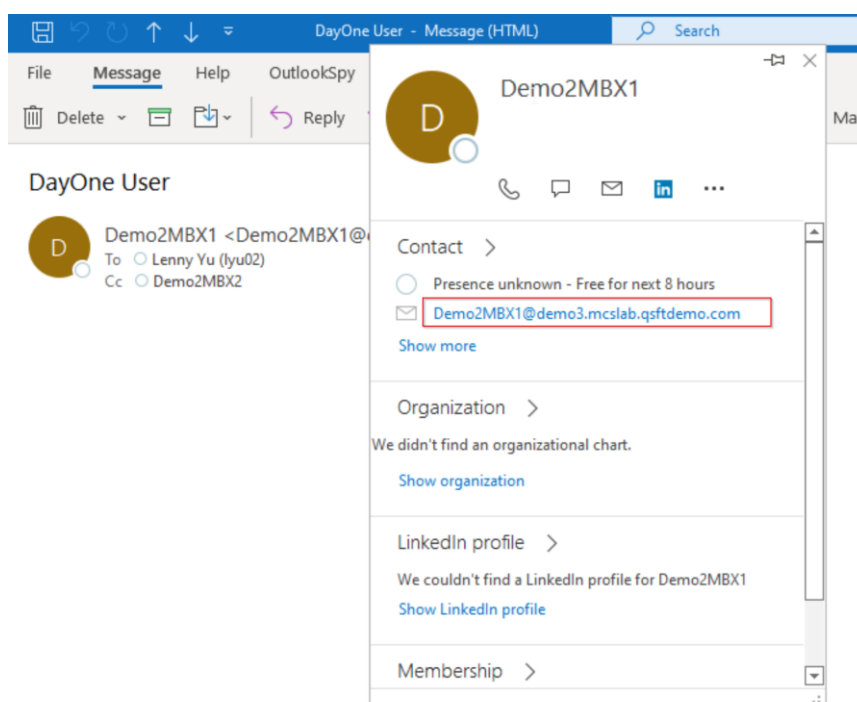 DayOne User - Message (HTML)
Search
File Message Help OutlookSpy
Delete
Reply
Ma
DayOne User
D
Demo2MBX1 <Demo2MBX1@
To Lenny Yu (lyu02)
Cc Demo2MBX2
D
Demo2MBX1
in
Contact
Presence unknown - Free for next 8 hours
Demo2MBX1@demo3.mcslab.qsftdemo.com
Show more
Organization
We didn't find an organizational chart.
Show organization
LinkedIn profile
We couldn't find a LinkedIn profile for Demo2MBX1
Show LinkedIn profile
Membership